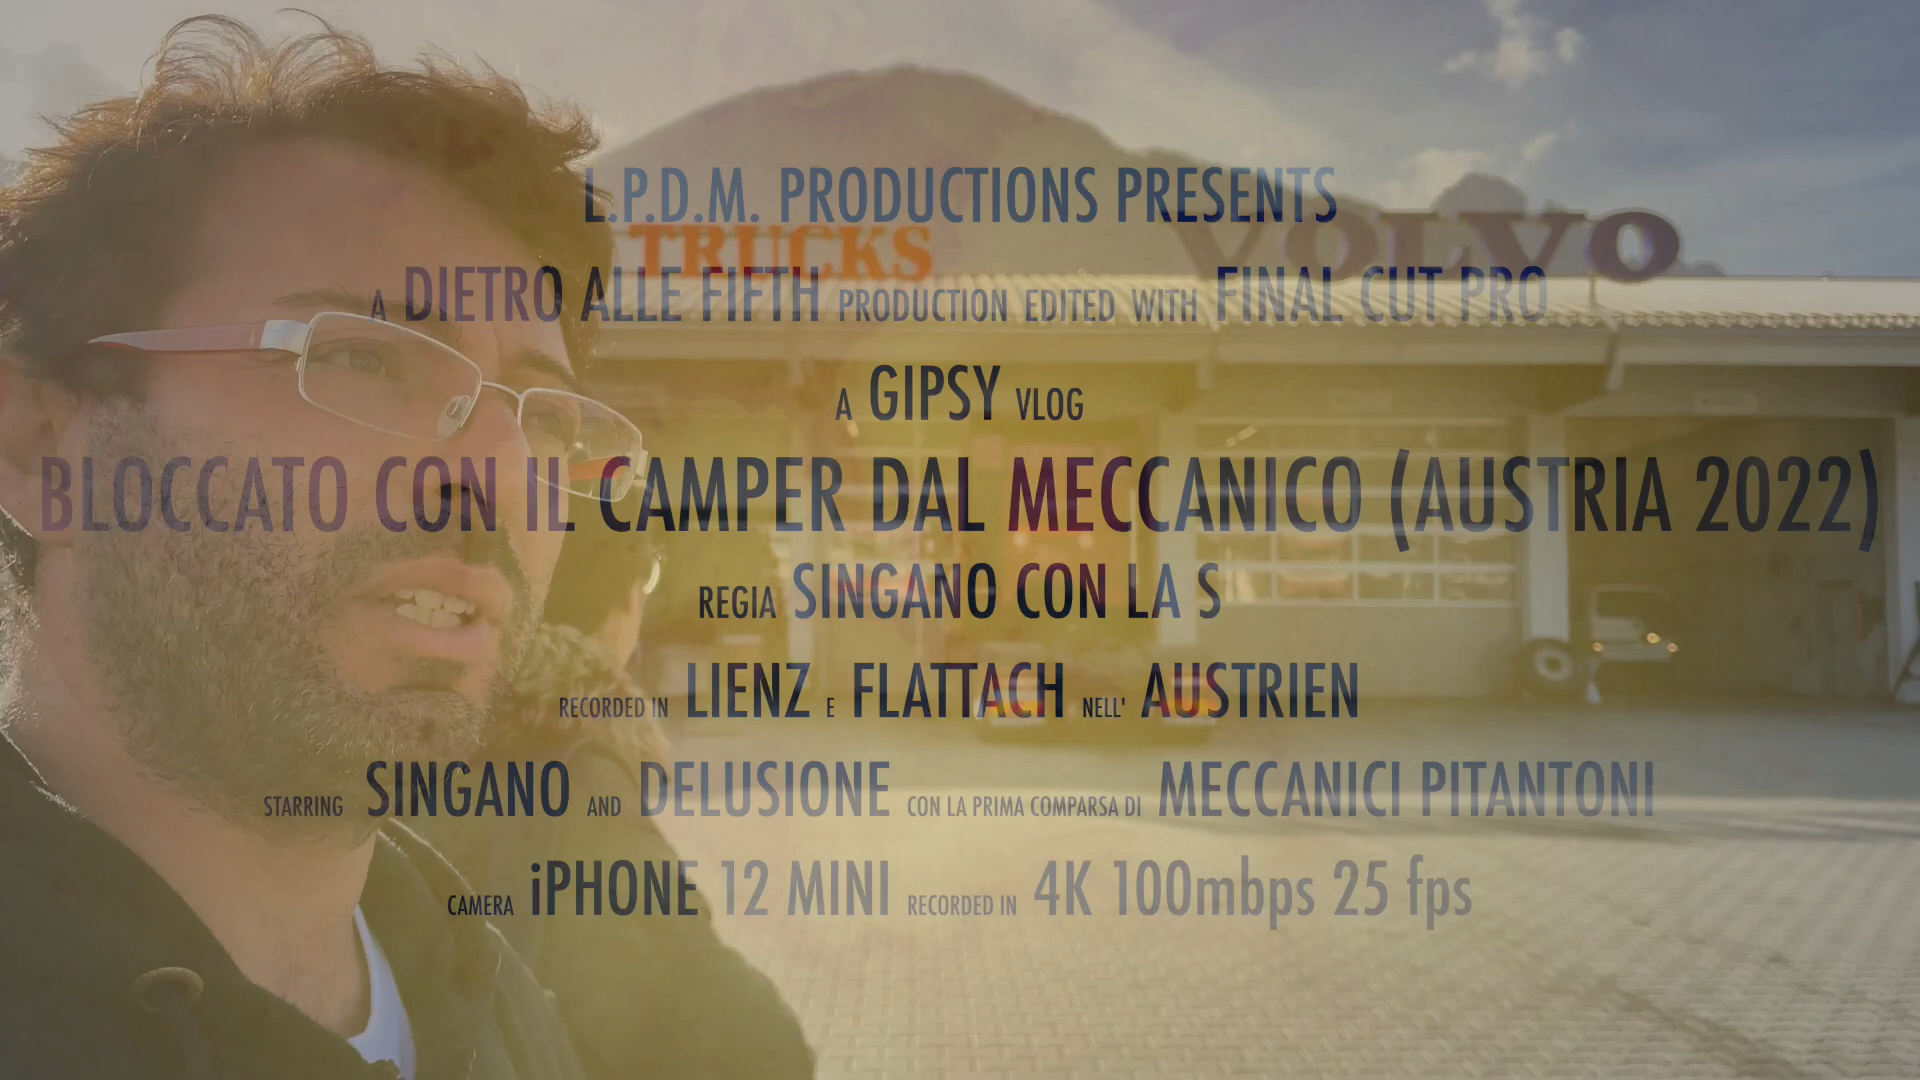 L.P.D.M. PRODUCTIONS PRESENTS
TRUCKS VOLVO
A DIETRO ALLE FIFTH PRODUCTION EDITED WITH FINAL CUT PRO
A GIPSY VLOG
BLOCCATO CON IL CAMPER DAL MECCANICO (AUSTRIA 2022)
REGIA SINGANO CON LA S
RECORDED IN LIENZ E FLATTACH NELL' AUSTRIEN
STARRING SINGANO AND DELUSIONE CON LA PRIMA COMPARSA DI MECCANICI PITANTONI
CAMERA iPHONE 12 MINI RECORDED IN 4K 100mbps 25 fps